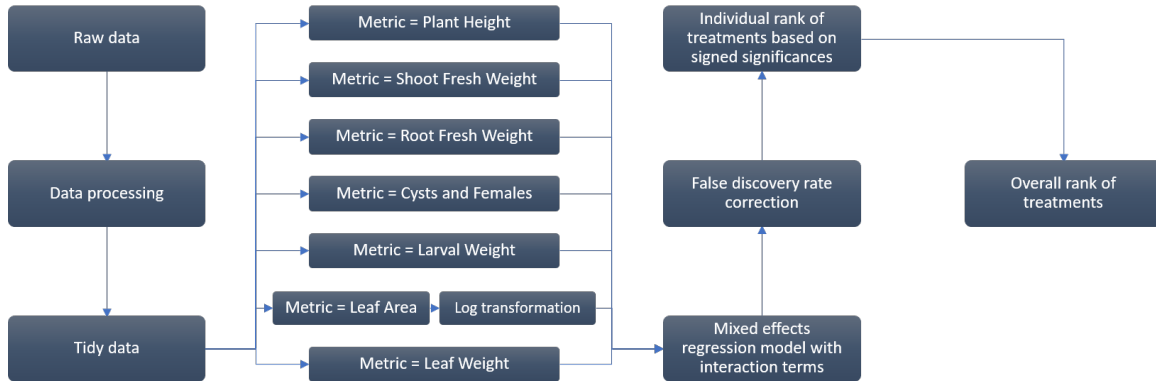 Raw data
Data processing
Tidy data
Metric = Plant Height
Metric = Shoot Fresh Weight
Metric = Root Fresh Weight
Metric = Cysts and Females
Metric = Larval Weight
Metric = Leaf Area
Log transformation
Metric = Leaf Weight
Mixed effects
regression model with
interaction terms
False discovery rate
correction
Individual rank of
treatments based on
signed significances
Overall rank of
treatments